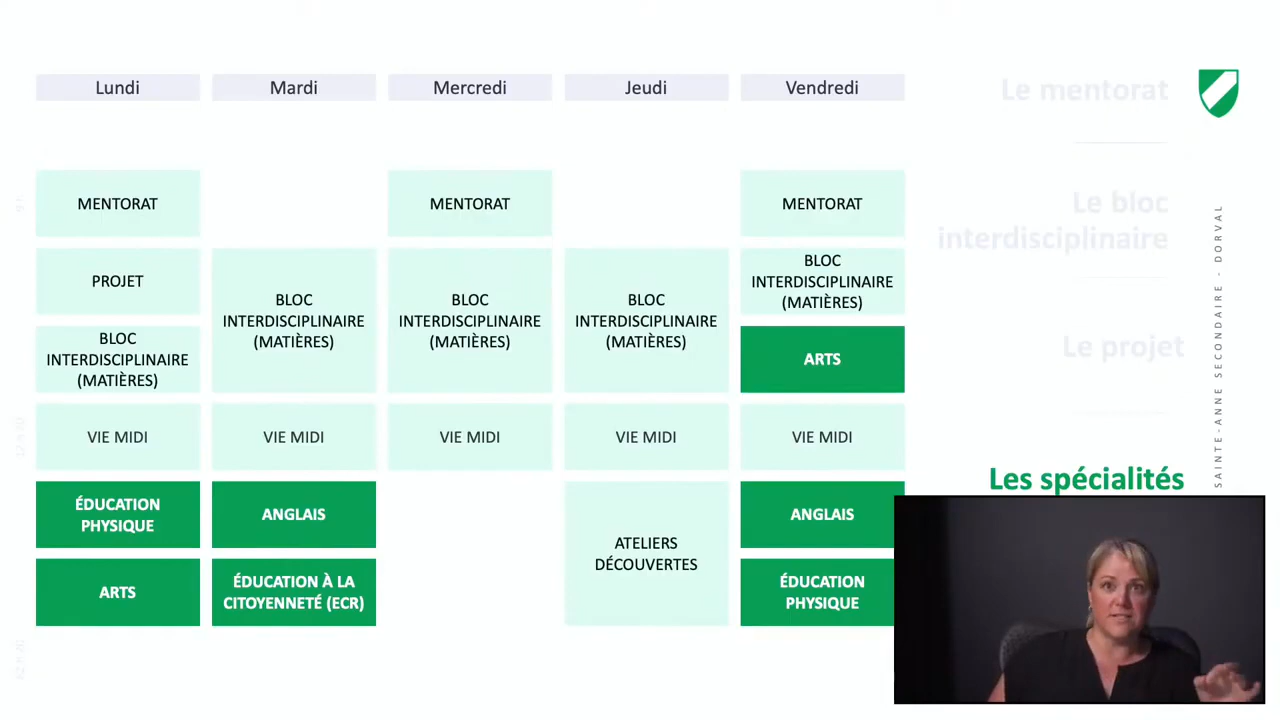 Lundi
Mardi
Mercredi
Jeudi
Vendredi
MENTORAT
MENTORAT
MENTORAT
PROJET
BLOC
INTERDISCIPLINAIRE
(MATIÈRES)
BLOC
INTERDISCIPLINAIRE
(MATIÈRES)
BLOC
INTERDISCIPLINAIRE
(MATIÈRES)
BLOC
INTERDISCIPLINAIRE
(MATIÈRES)
BLOC
INTERDISCIPLINAIRE
(MATIÈRES)
ARTS
VIE MIDI
VIE MIDI
VIE MIDI
VIE MIDI
VIE MIDI
ÉDUCATION
PHYSIQUE
ANGLAIS
ATELIERS
DÉCOUVERTES
ANGLAIS
ARTS
ÉDUCATION À LA
CITOYENNETÉ (ECR)
ÉDUCATION
PHYSIQUE
Le mentorat
Le bloc
interdisciplinaire
Le projet
Les spécialités
SAINTE-ANNE SECONDAIRE - DORVAL